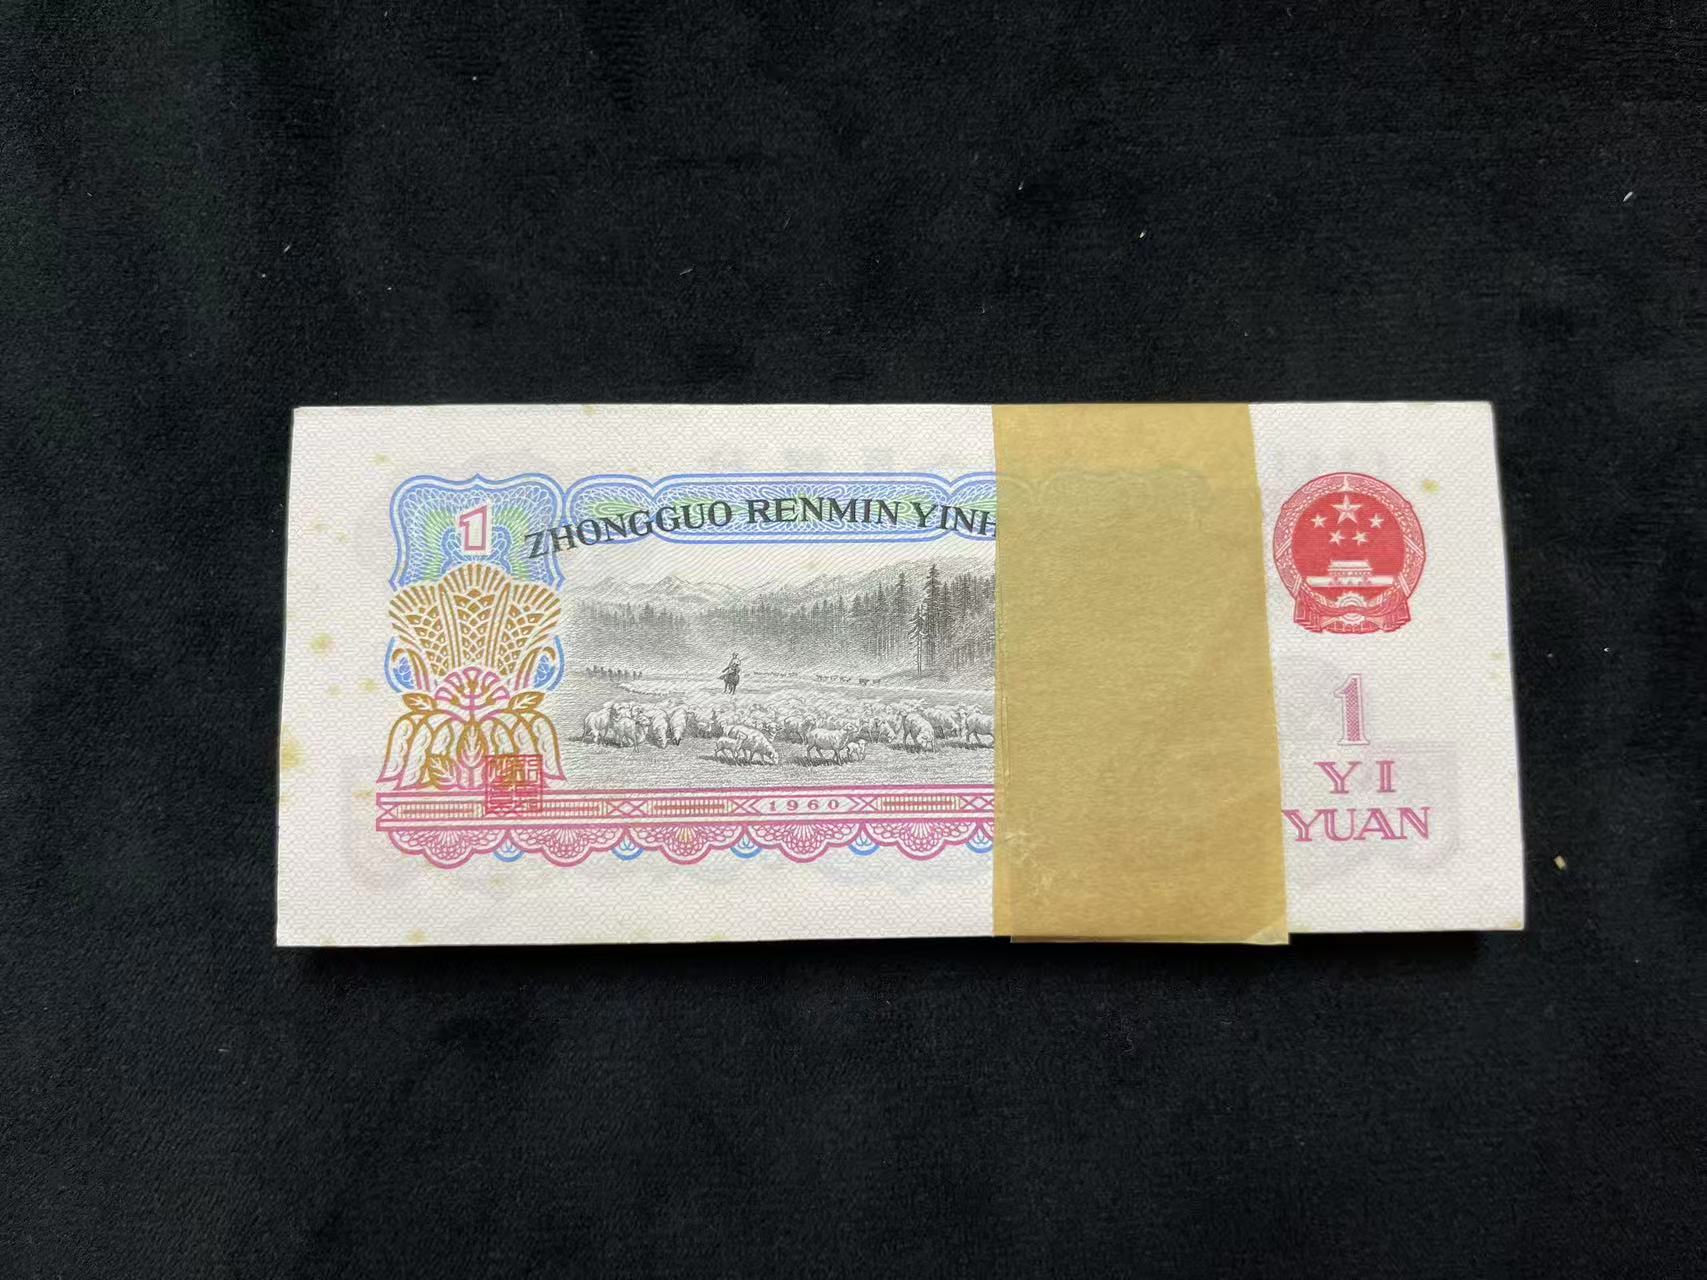 1
ZHONGGUO RENMIN YINH
1960
1
YI
YUAN